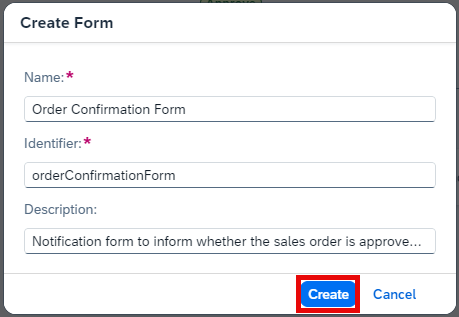 Create Form
Name:*
Order Confirmation Form
Identifier:*
orderConfirmationForm
Description:
Notification form to inform whether the sales order is approve...
Create
Cancel